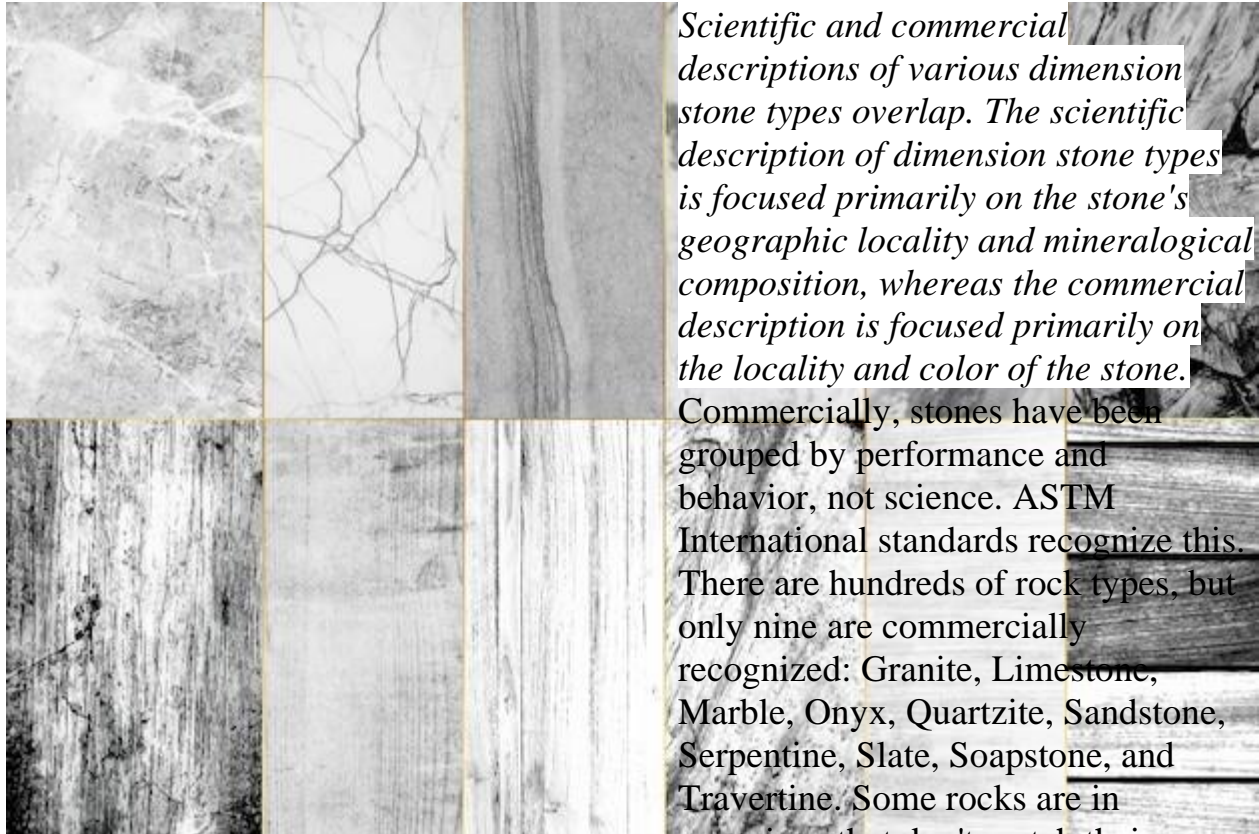 Scientific and commercial
descriptions of various dimension
stone types overlap. The scientific
description of dimension stone types
is focused primarily on the stone's
geographic locality and mineralogical
composition, whereas the commercial
description is focused primarily on
the locality and color of the stone.
Commercially, stones have been
grouped by performance and
behavior, not science. ASTM
International standards recognize this.
There are hundreds of rock types, but
only nine are commercially
recognized: Granite, Limestone,
Marble, Onyx, Quartzite, Sandstone,
Serpentine, Slate, Soapstone, and
Travertine. Some rocks are in